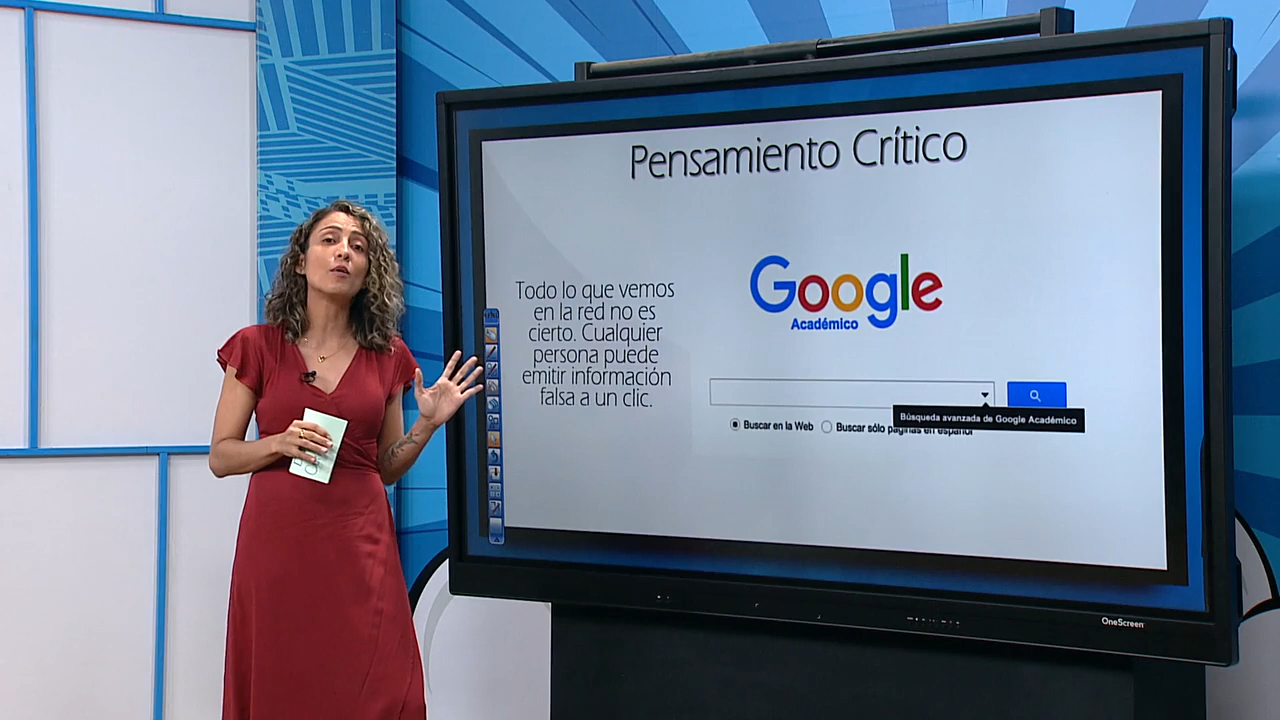 Pensamiento Crítico
Todo lo que vemos
en la red no es
cierto. Cualquier
persona puede
emitir información
falsa a un clic.
Google
Académico
Búsqueda avanzada de Google Académico
Buscar en la Web
Buscar sólo páginas en español
OneScreen